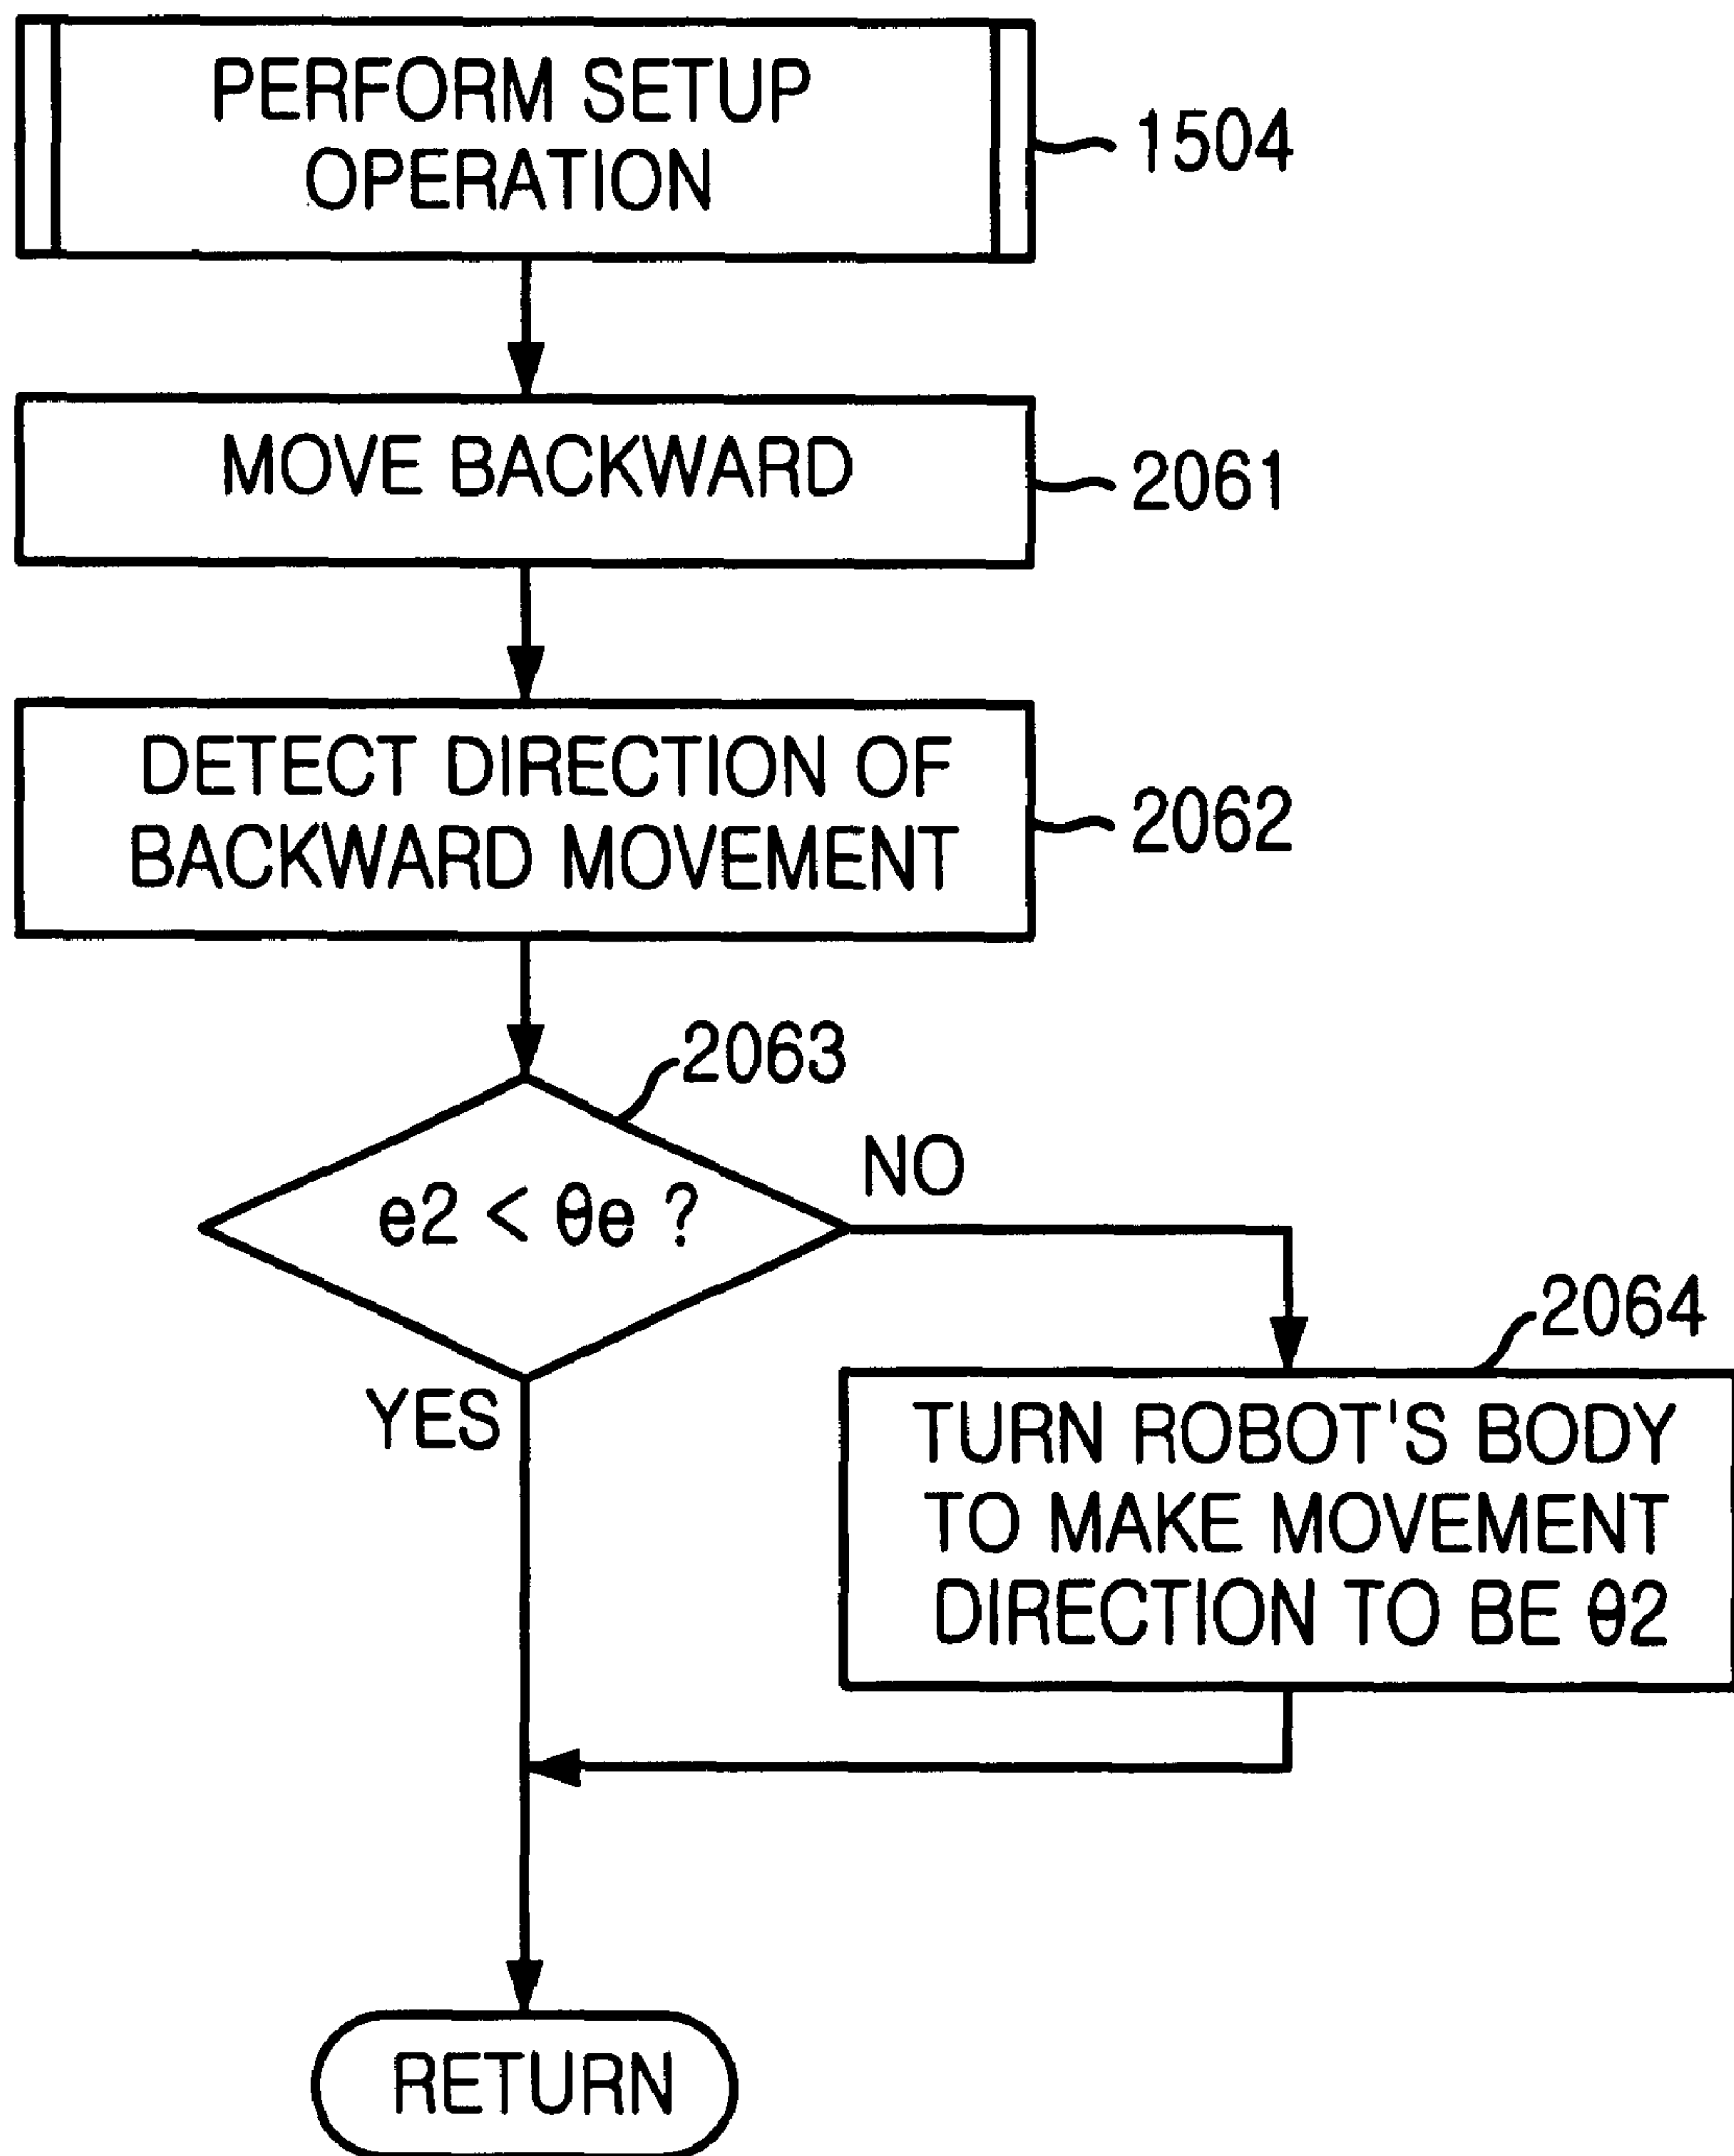 PERFORM SETUP
OPERATION
1504
MOVE BACKWARD
2061
DETECT DIRECTION OF
BACKWARD MOVEMENT
2062
2063
e2 < θe ?
NO
YES
2064
TURN ROBOT'S BODY
TO MAKE MOVEMENT
DIRECTION TO BE θ2
RETURN